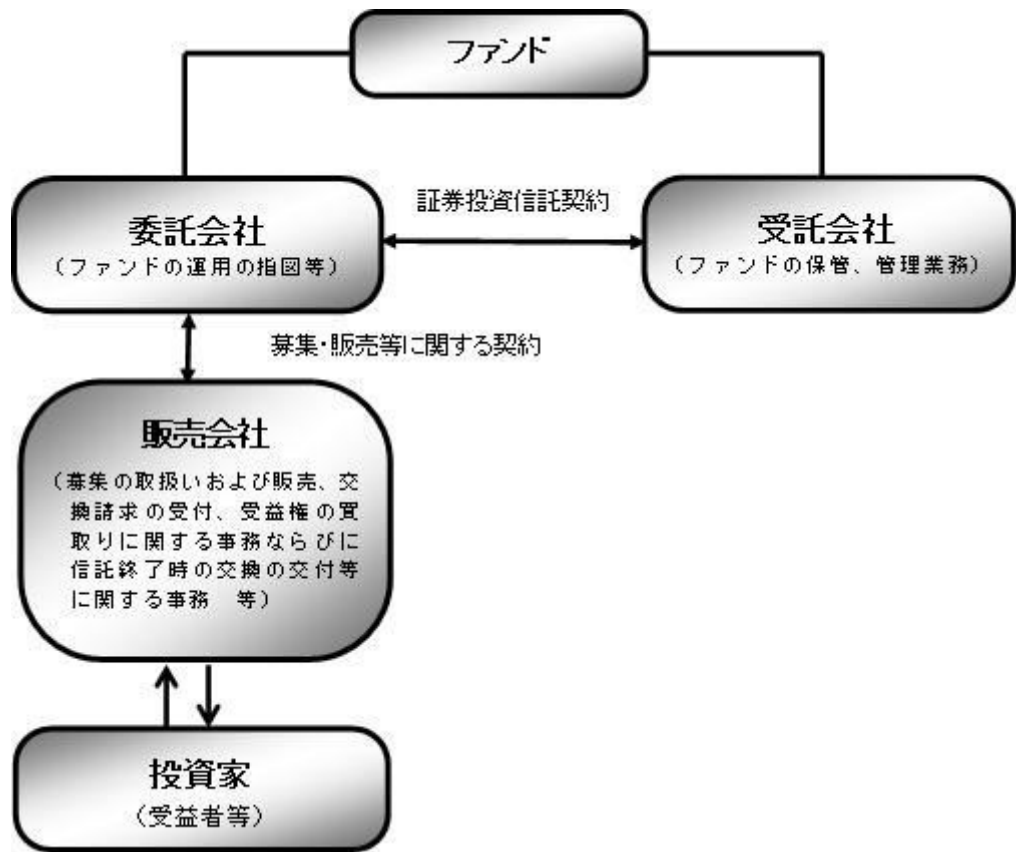 ファンド
委託会社
(ファンドの運用の指図等)
証券投資信託契約
受託会社
(ファンドの保管、管理業務)
募集・販売等に関する契約
販売会社
(募集の取扱いおよび販売、交
換請求の受付、受益権の買
取りに関する事務ならびに
信託終了時の交換の交付等
に関する事務 等)
投資家
(受益者等)